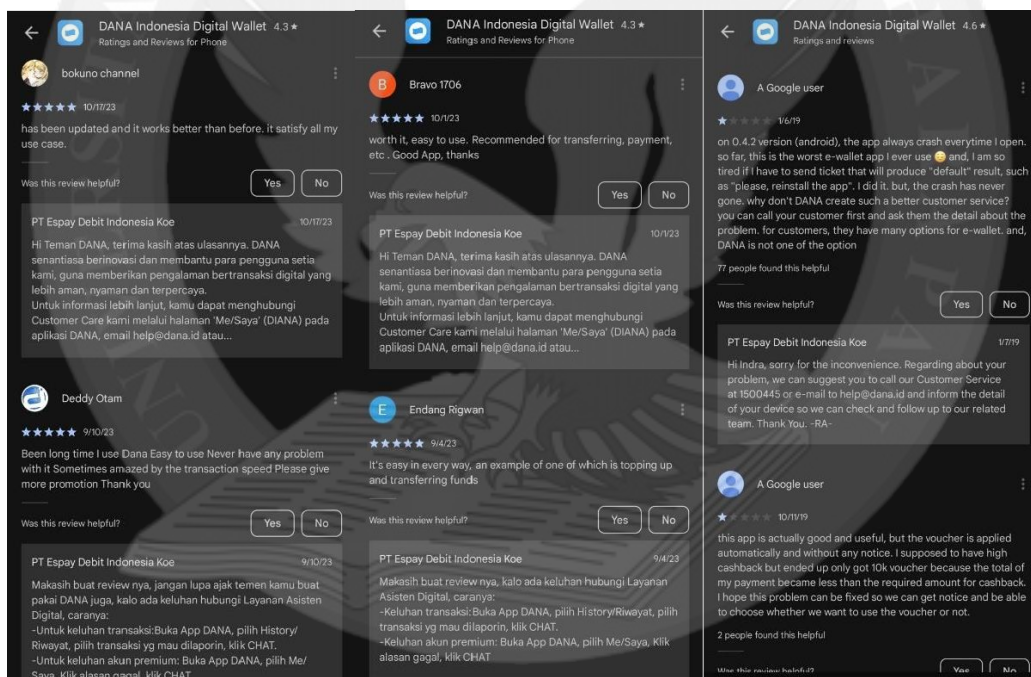 DANA Indonesia Digital Wallet 4.3★
Ratings and Reviews for Phone
bokuno channel
10/17/23
has been updated and it works better than before. it satisfy all my
use case.
Was this review helpful?
Yes
No
PT Espay Debit Indonesia Koe
10/17/23
Hi Teman DANA, terima kasih atas ulasannya. DANA
senantiasa berinovasi dan membantu para pengguna setia
kami, guna memberikan pengalaman bertransaksi digital yang
lebih aman, nyaman dan terpercaya.
Untuk informasi lebih lanjut, kamu dapat menghubungi
Customer Care kami melalui halaman 'Me/Saya' (DIANA) pada
aplikasi DANA, email help@dana.id atau...
Deddy Otam
9/10/23
Been long time I use Dana Easy to use Never have any problem
with it Sometimes amazed by the transaction speed Please give
more promotion Thank you
Was this review helpful?
Yes
No
PT Espay Debit Indonesia Koe
9/10/23
Makasih buat review nya, jangan lupa ajak temen kamu buat
pakai DANA juga, kalo ada keluhan hubungi Layanan Asisten
Digital, caranya:
-Untuk keluhan transaksi:Buka App DANA, pilih History/
Riwayat, pilih transaksi yg mau dilaporin, klik CHAT.
-Untuk keluhan akun premium: Buka App DANA, pilih Me/
Saya, Klik alasan gagal, klik CHAT
DANA Indonesia Digital Wallet 4.3★
Ratings and Reviews for Phone
B
Bravo 1706
10/1/23
worth it, easy to use. Recommended for transferring, payment,
etc . Good App, thanks
Was this review helpful?
Yes
No
PT Espay Debit Indonesia Koe
10/1/23
Hi Teman DANA, terima kasih atas ulasannya. DANA
senantiasa berinovasi dan membantu para pengguna setia
kami, guna memberikan pengalaman bertransaksi digital yang
lebih aman, nyaman dan terpercaya.
Untuk informasi lebih lanjut, kamu dapat menghubungi
Customer Care kami melalui halaman 'Me/Saya' (DIANA) pada
aplikasi DANA, email help@dana.id atau...
E
Endang Rigwan
9/4/23
It's easy in every way, an example of one of which is topping up
and transferring funds
Was this review helpful?
Yes
No
PT Espay Debit Indonesia Koe
9/4/23
Makasih buat review nya, kalo ada keluhan hubungi Layanan
Asisten Digital, caranya:
-Keluhan transaksi:Buka App DANA, pilih History/Riwayat, pilih
transaksi yg mau dilaporin, klik CHAT.
-Keluhan akun premium: Buka App DANA, pilih Me/Saya, Klik
alasan gagal, klik CHAT
DANA Indonesia Digital Wallet 4.6★
Ratings and reviews
A Google user
1/6/19
on 0.4.2 version (android), the app always crash everytime I open.
so far, this is the worst e-wallet app I ever use 😳 and, I am so
tired if I have to send ticket that will produce "default" result, such
as "please, reinstall the app". I did it. but, the crash has never
gone. why don't DANA create such a better customer service?
you can call your customer first and ask them the detail about the
problem. for customers, they have many options for e-wallet. and,
DANA is not one of the option
77 people found this helpful
Was this review helpful?
Yes
No
PT Espay Debit Indonesia Koe
1/7/19
Hi Indra, sorry for the inconvenience. Regarding about your
problem, we can suggest you to call our Customer Service
at 1500445 or e-mail to help@dana.id and inform the detail
of your device so we can check and follow up to our related
team. Thank You. -RA-
A Google user
10/11/19
this app is actually good and useful, but the voucher is applied
automatically and without any notice. I supposed to have high
cashback but ended up only got 10k voucher because the total of
my payment became less than the required amount for cashback.
I hope this problem can be fixed so we can get notice and be able
to choose whether we want to use the voucher or not.
2 people found this helpful
Was this review helpful?
Yes
No